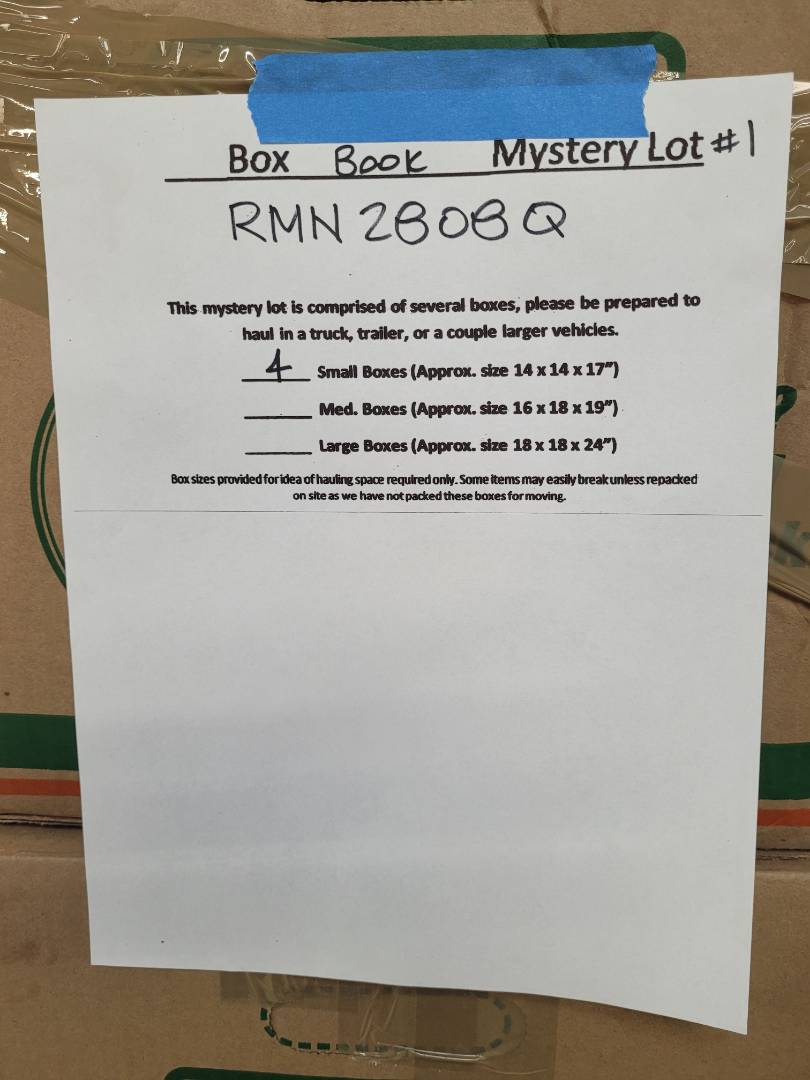 Box Book Mystery Lot #1
RMN 2808 Q
This mystery lot is comprised of several boxes, please be prepared to
haul in a truck, trailer, or a couple larger vehicles.
4 Small Boxes (Approx. size 14 x 14 x 17")
______ Med. Boxes (Approx. size 16 x 18 x 19")
______ Large Boxes (Approx. size 18 x 18 x 24")
Box sizes provided for idea of hauling space required only. Some items may easily break unless repacked
on site as we have not packed these boxes for moving.